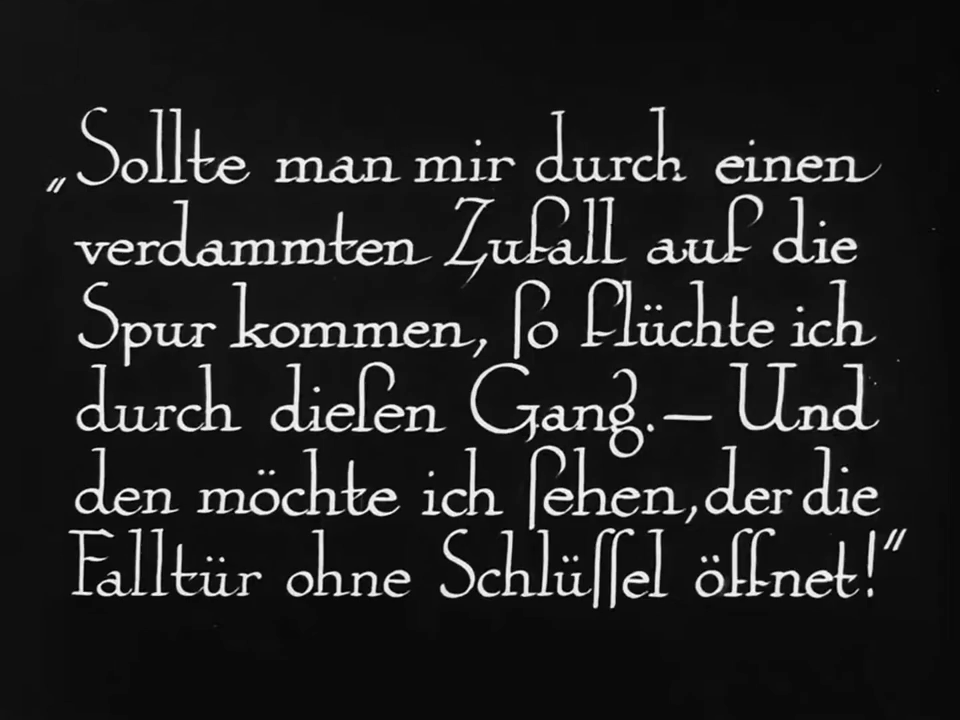 „Sollte man mir durch einen
verdammten Zufall auf die
Spur kommen, ſo flüchte ich
durch dieſen Gang. — Und
den möchte ich ſehen, der die
Falltür ohne Schlüſſel öffnet!“